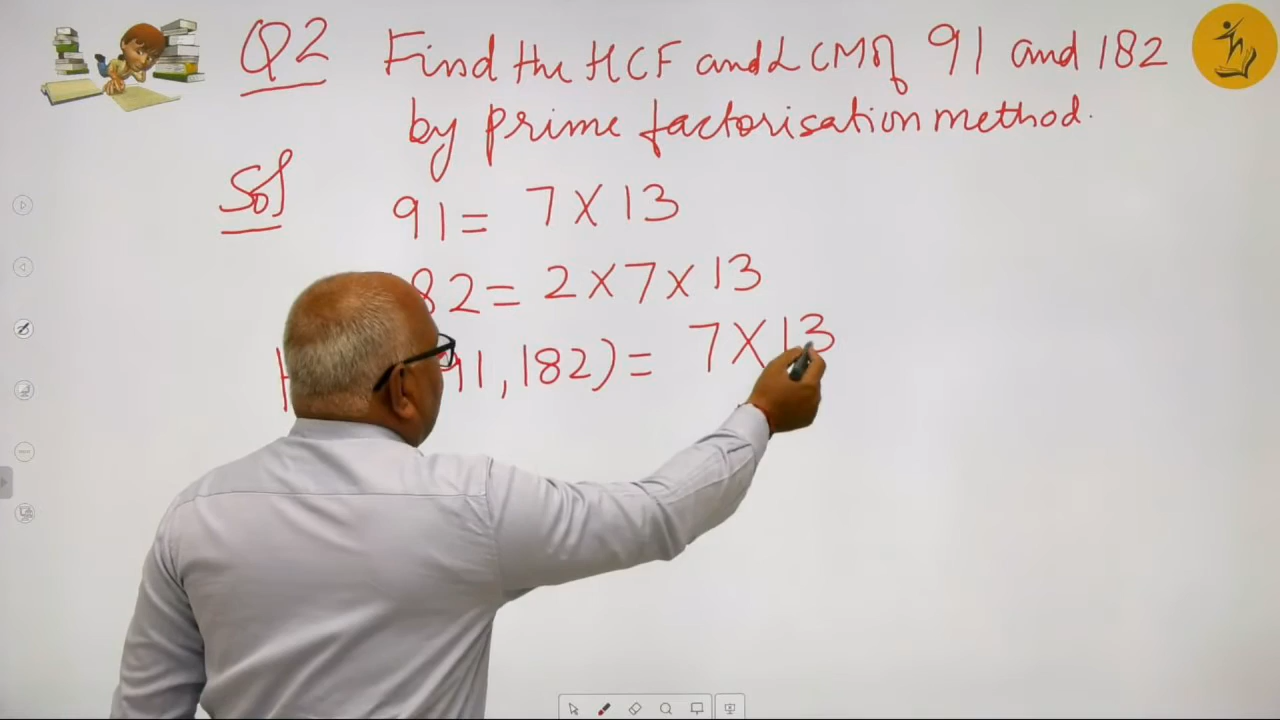 Q2 Find the HCF and LCM of 91 and 182
by prime factorisation method.
Sol
91 = 7 X 13
82 = 2 X 7 X 13
91, 182) = 7 X 13